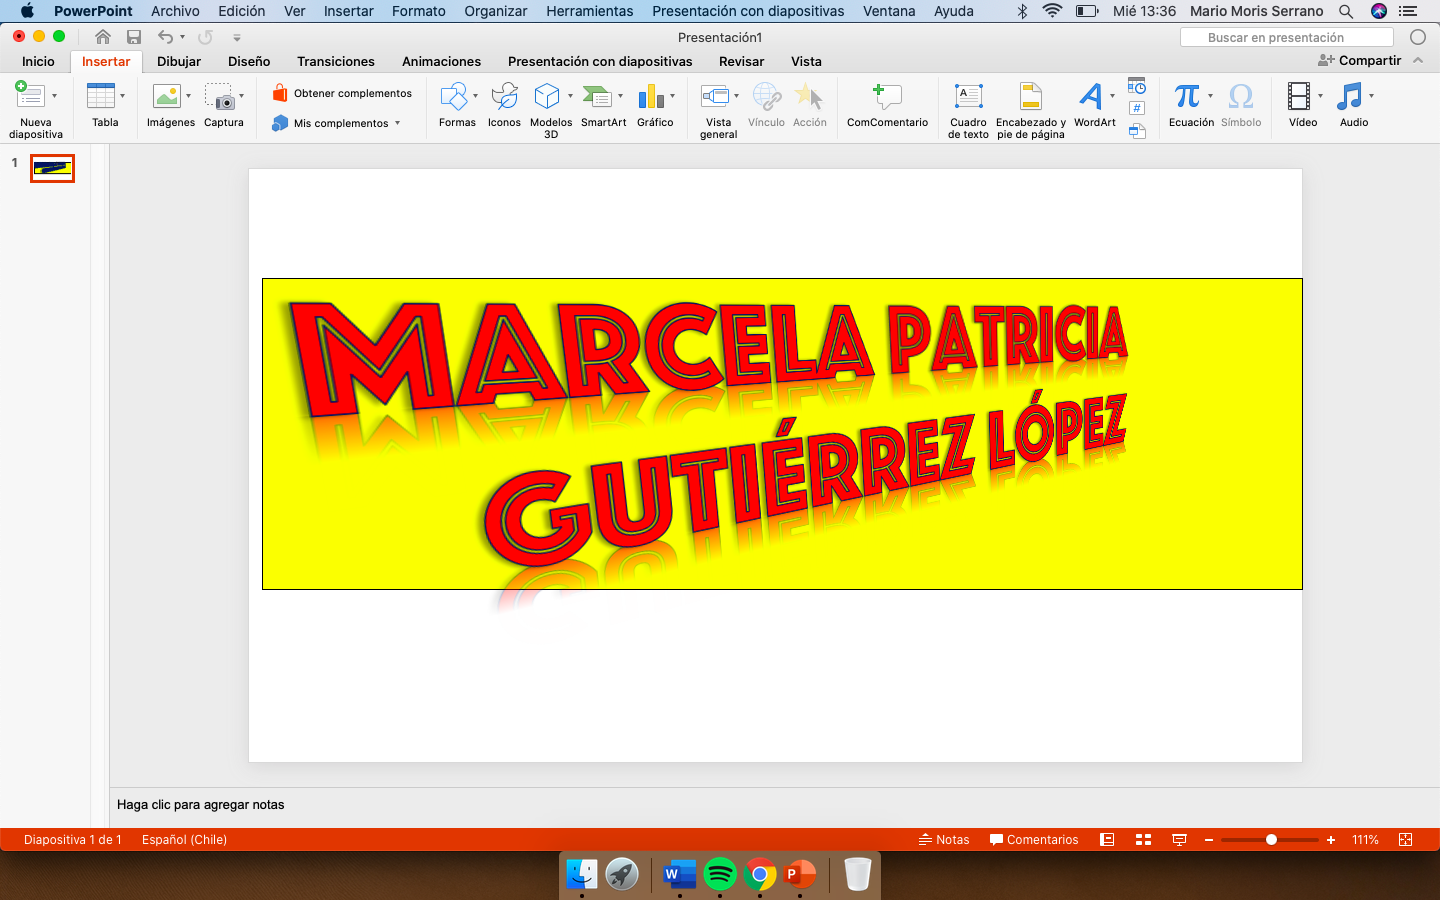 PowerPoint Archivo Edición Ver Insertar Formato Organizar Herramientas Presentación con diapositivas Ventana Ayuda Mié 13:36 Mario Moris Serrano
Presentación1
Buscar en presentación
Inicio Insertar Dibujar Diseño Transiciones Animaciones Presentación con diapositivas Revisar Vista Compartir
Nueva diapositiva
Tabla
Imágenes
Captura
Obtener complementos
Mis complementos
Formas
Iconos
Modelos 3D
SmartArt
Gráfico
Vista general
Vínculo
Acción
ComComentario
Cuadro de texto
Encabezado y pie de página
WordArt
Ecuación
Símbolo
Vídeo
Audio
1
MARCELA PATRICIA
GUTIÉRREZ LÓPEZ
Haga clic para agregar notas
Diapositiva 1 de 1 Español (Chile) Notas Comentarios 111%